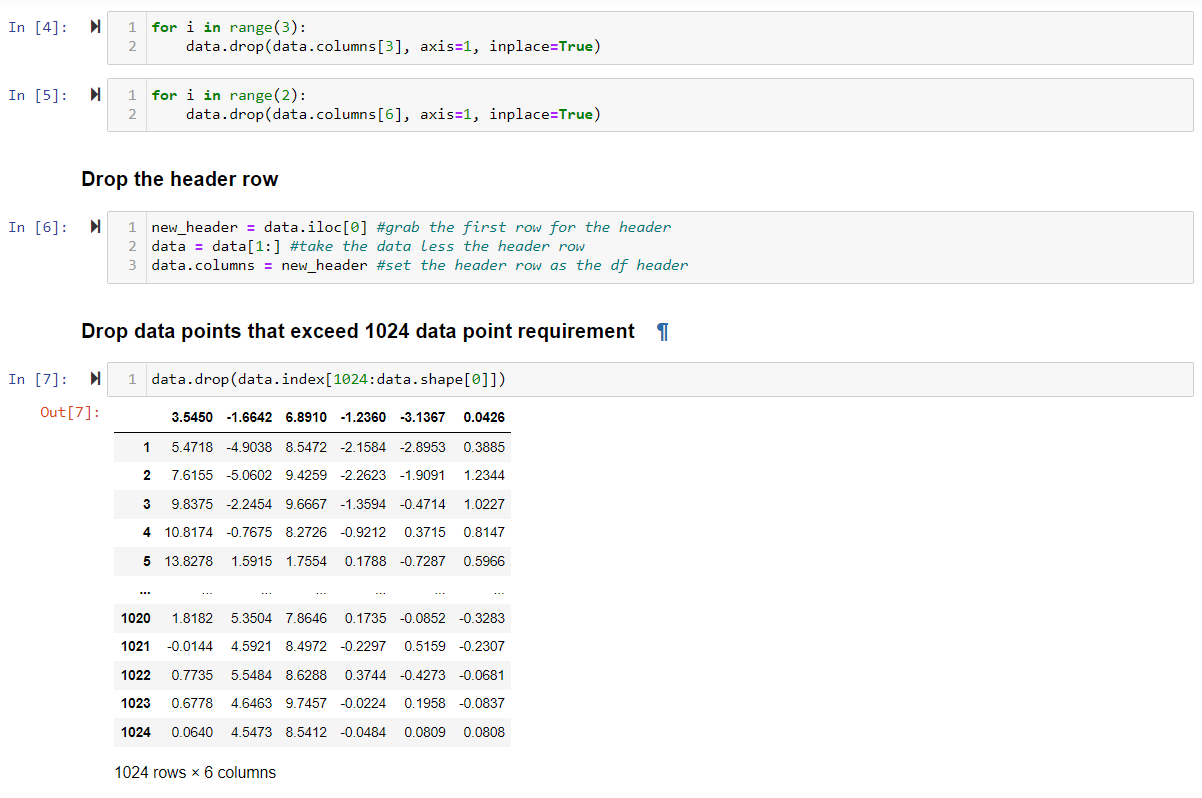 In [4]:
1 for i in range(3):
2     data.drop(data.columns[3], axis=1, inplace=True)
In [5]:
1 for i in range(2):
2     data.drop(data.columns[6], axis=1, inplace=True)
Drop the header row
In [6]:
1 new_header = data.iloc[0] #grab the first row for the header
2 data = data[1:] #take the data less the header row
3 data.columns = new_header #set the header row as the df header
Drop data points that exceed 1024 data point requirement ¶
In [7]:
1 data.drop(data.index[1024:data.shape[0]])
Out[7]:
3.5450 -1.6642 6.8910 -1.2360 -3.1367 0.0426
1 5.4718 -4.9038 8.5472 -2.1584 -2.8953 0.3885
2 7.6155 -5.0602 9.4259 -2.2623 -1.9091 1.2344
3 9.8375 -2.2454 9.6667 -1.3594 -0.4714 1.0227
4 10.8174 -0.7675 8.2726 -0.9212 0.3715 0.8147
5 13.8278 1.5915 1.7554 0.1788 -0.7287 0.5966
... ... ... ... ... ... ...
1020 1.8182 5.3504 7.8646 0.1735 -0.0852 -0.3283
1021 -0.0144 4.5921 8.4972 -0.2297 0.5159 -0.2307
1022 0.7735 5.5484 8.6288 0.3744 -0.4273 -0.0681
1023 0.6778 4.6463 9.7457 -0.0224 0.1958 -0.0837
1024 0.0640 4.5473 8.5412 -0.0484 0.0809 0.0808
1024 rows × 6 columns